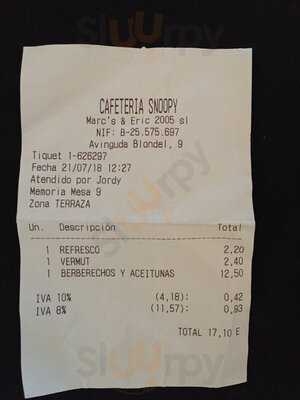 CAFETERIA SNOOPY
Marc's & Eric 2005 sl
NIF: B-25.575.697
Avinguda Blondel, 9
Tiquet 1-626297
Fecha 21/07/18 12:27
Atendido por Jordy
Memoria Mesa 9
Zona TERRAZA
Un. Descripción Total
1 REFRESCO 2,20
1 VERMUT 2,40
1 BERBERECHOS Y ACEITUNAS 12,50
IVA 10% (4,18): 0,42
IVA 8% (11,57): 0,93
TOTAL 17,10 E
sluurpy
sluurpy
sluurpy